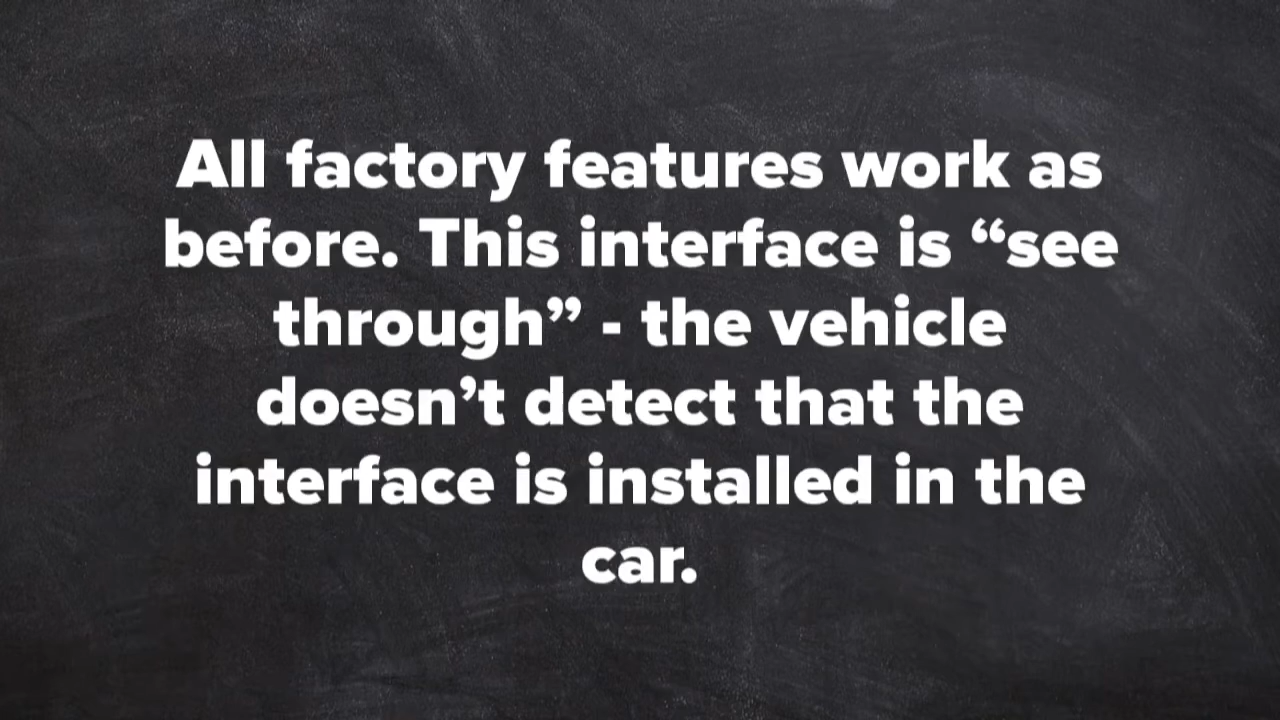 All factory features work as
before. This interface is “see
through” - the vehicle
doesn’t detect that the
interface is installed in the
car.